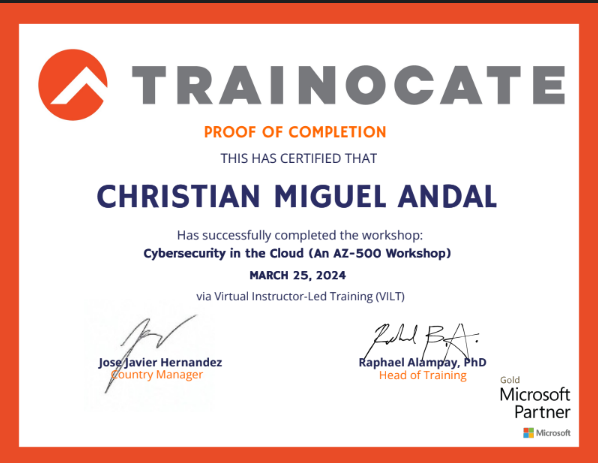 TRAINOCATE
PROOF OF COMPLETION
THIS HAS CERTIFIED THAT
CHRISTIAN MIGUEL ANDAL
Has successfully completed the workshop:
Cybersecurity in the Cloud (An AZ-500 Workshop)
MARCH 25, 2024
via Virtual Instructor-Led Training (VILT)
Jose Javier Hernandez
Country Manager
Raphael Alampay, PhD
Head of Training
Gold
Microsoft
Partner
Microsoft